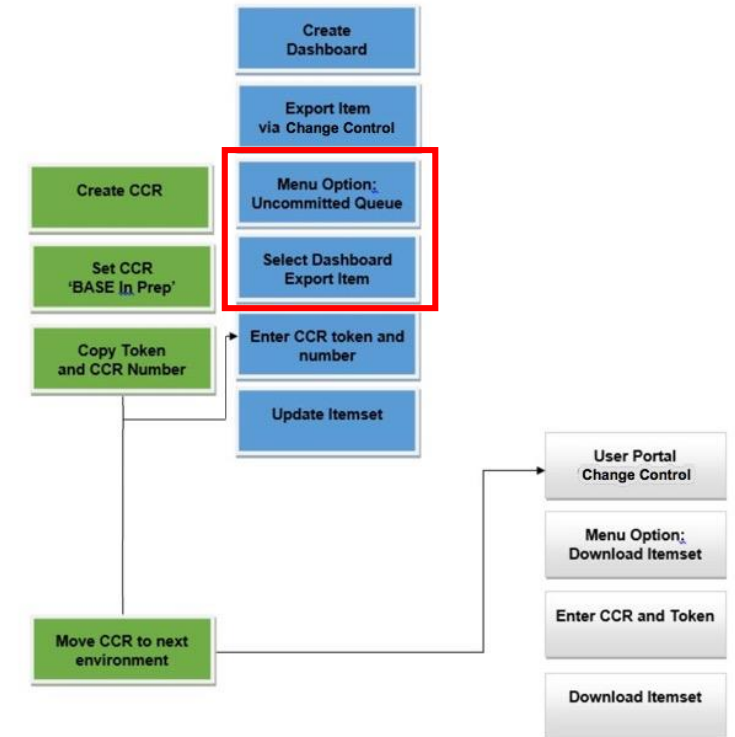 Create
Dashboard
Export Item
via Change Control
Create CCR
Menu Option;
Uncommitted Queue
Set CCR
‘BASE In Prep’
Select Dashboard
Export Item
Copy Token
and CCR Number
Enter CCR token and
number
Update Itemset
User Portal
Change Control
Menu Option;
Download Itemset
Enter CCR and Token
Move CCR to next
environment
Download Itemset